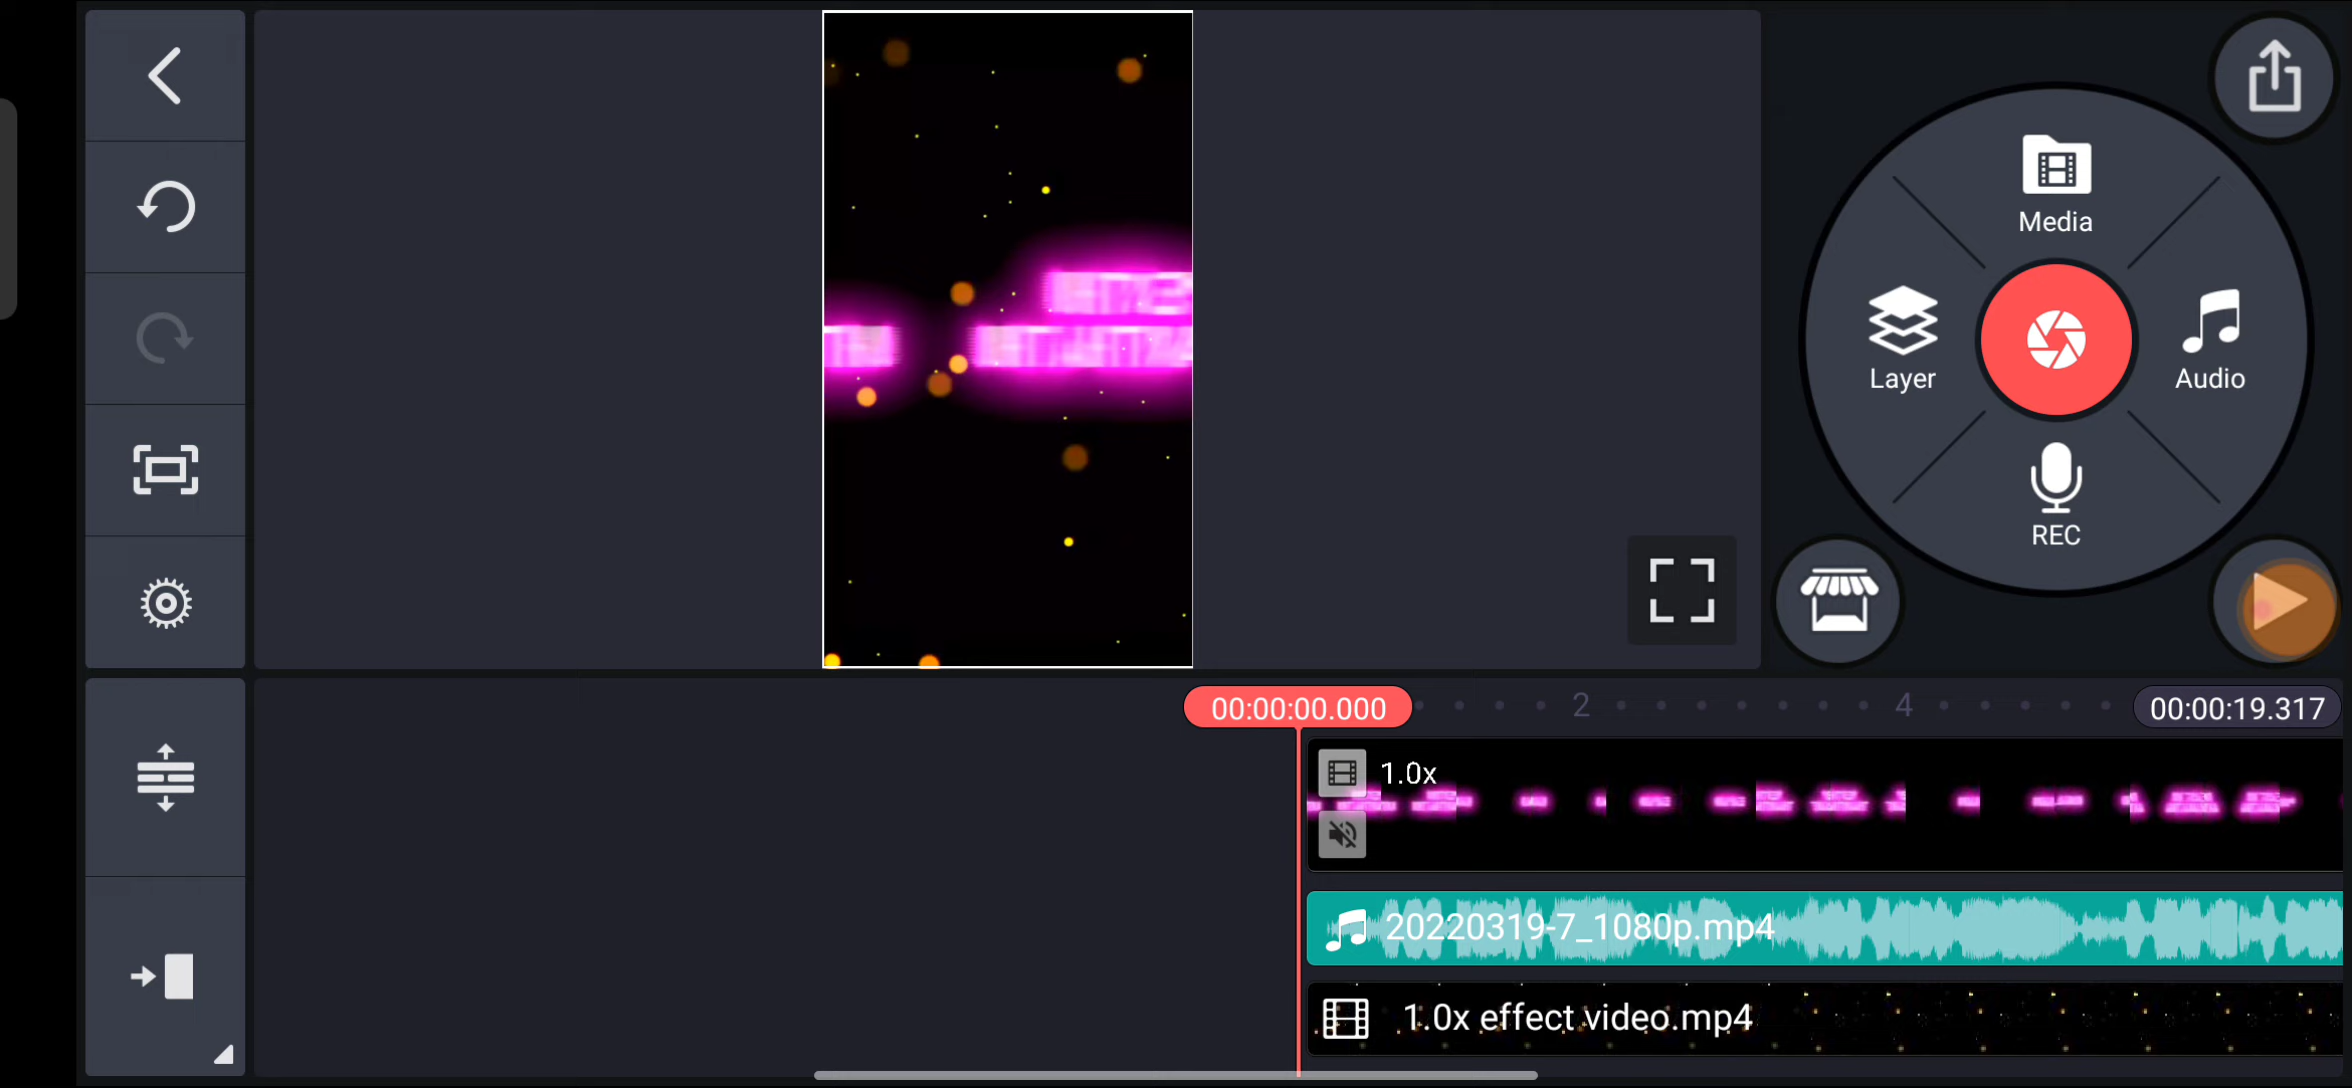 Media
Layer
Audio
REC
00:00:00.000
2
4
00:00:19.317
1.0x
20220319-7_1080p.mp4
1.0x effect video.mp4